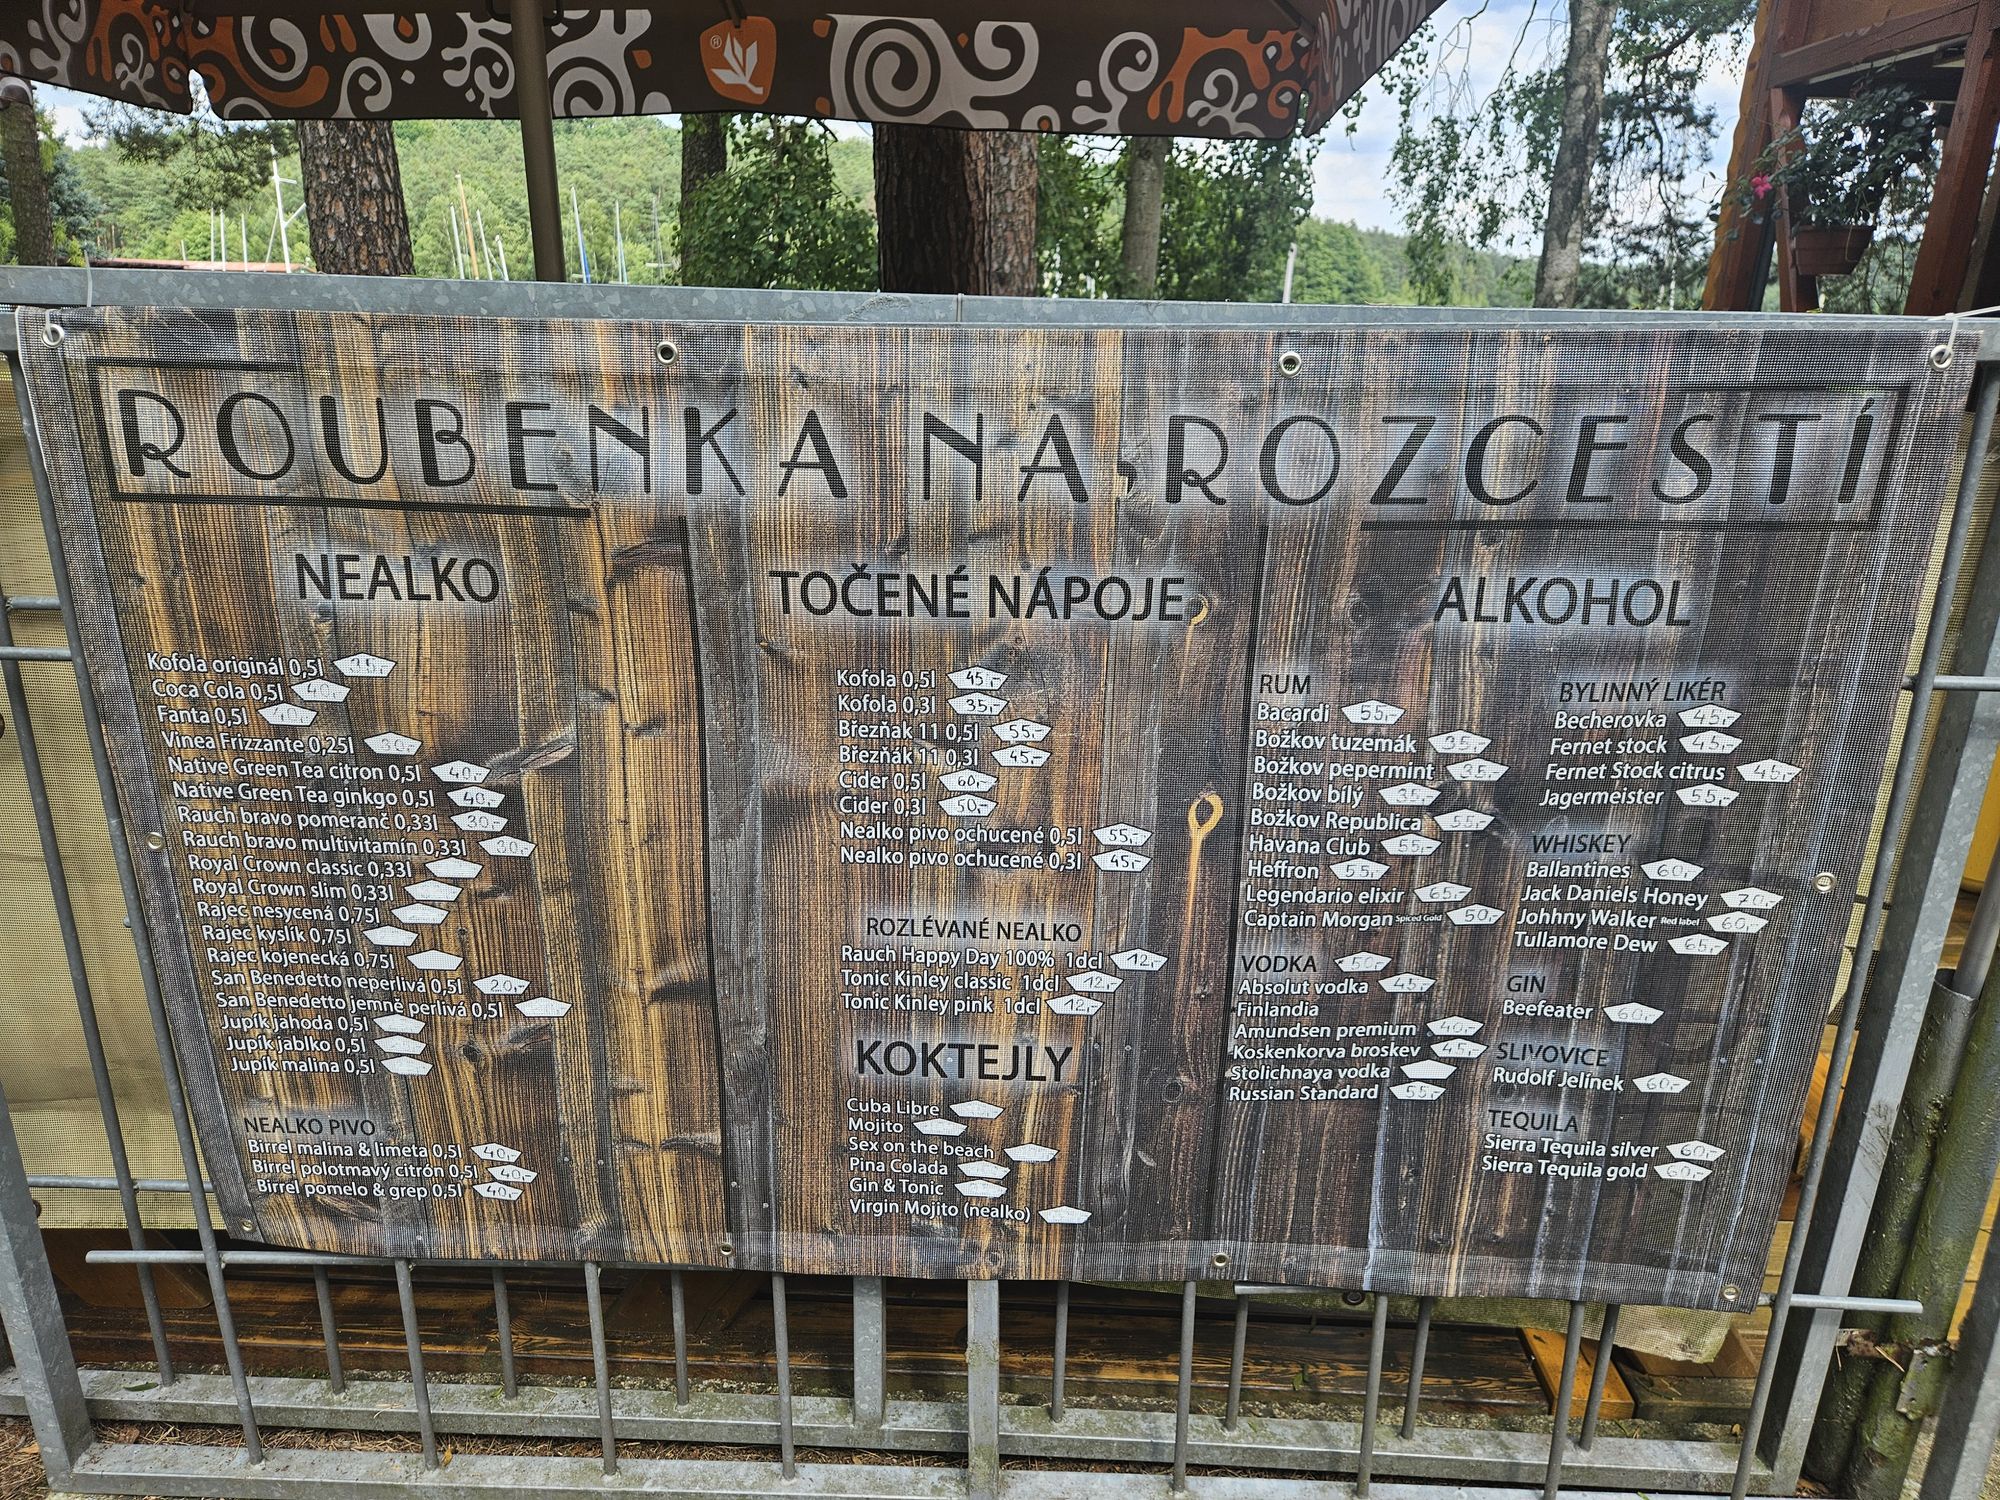 ROUBENKA NA ROZCESTÍ
NEALKO
Kofola originál 0,5l 35,-
Coca Cola 0,5l 40,-
Fanta 0,5l 40,-
Vinea Frizzante 0,25l 30,-
Native Green Tea citron 0,5l 40,-
Native Green Tea ginkgo 0,5l 40,-
Rauch bravo pomeranč 0,33l 30,-
Rauch bravo multivitamín 0,33l 30,-
Royal Crown classic 0,33l
Royal Crown slim 0,33l
Rajec nesycená 0,75l
Rajec kyslík 0,75l
Rajec kojenecká 0,75l
San Benedetto neperlivá 0,5l 20,-
San Benedetto jemně perlivá 0,5l
Jupík jahoda 0,5l
Jupík jablko 0,5l
Jupík malina 0,5l
NEALKO PIVO
Birrel malina & limeta 0,5l 40,-
Birrel polotmavý citrón 0,5l 40,-
Birrel pomelo & grep 0,5l 40,-
TOČENÉ NÁPOJE
Kofola 0,5l 45,-
Kofola 0,3l 35,-
Březňák 11 0,5l 55,-
Březňák 11 0,3l 45,-
Cider 0,5l 60,-
Cider 0,3l 50,-
Nealko pivo ochucené 0,5l 55,-
Nealko pivo ochucené 0,3l 45,-
ROZLÉVANÉ NEALKO
Rauch Happy Day 100% 1dcl 12,-
Tonic Kinley classic 1dcl 12,-
Tonic Kinley pink 1dcl 12,-
KOKTEJLY
Cuba Libre
Mojito
Sex on the beach
Pina Colada
Gin & Tonic
Virgin Mojito (nealko)
ALKOHOL
RUM
Bacardi 55,-
Božkov tuzemák 35,-
Božkov pepermint 35,-
Božkov bílý 35,-
Božkov Republica 55,-
Havana Club 55,-
Heffron 55,-
Legendario elixir 65,-
Captain Morgan Spiced Gold 50,-
VODKA 50,-
Absolut vodka 45,-
Finlandia
Amundsen premium 40,-
Koskenkorva broskev 45,-
Stolichnaya vodka
Russian Standard 55,-
BYLINNÝ LIKÉR
Becherovka 45,-
Fernet stock 45,-
Fernet Stock citrus 45,-
Jagermeister 55,-
WHISKEY
Ballantines 60,-
Jack Daniels Honey 70,-
Johhny Walker Red label 60,-
Tullamore Dew 65,-
GIN
Beefeater 60,-
SLIVOVICE
Rudolf Jelínek 60,-
TEQUILA
Sierra Tequila silver 60,-
Sierra Tequila gold 60,-